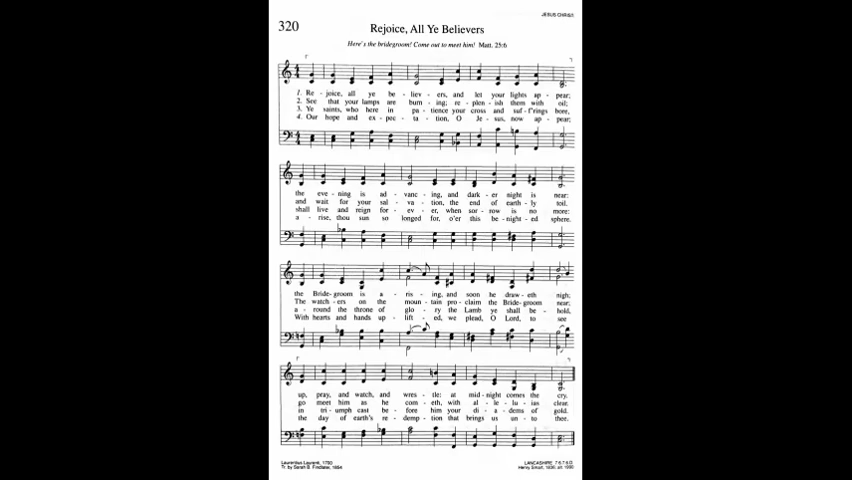 JESUS CHRIST
320
Rejoice, All Ye Believers
Here's the bridegroom! Come out to meet him! Matt. 25:6
1. Re - joice, all ye be - liev - ers, and let your lights ap - pear;
2. See that your lamps are burn - ing; re - plen - ish them with oil;
3. Ye saints, who here in pa - tience your cross and suf - f'rings bore,
4. Our hope and ex - pec - ta - tion, O Je - sus, now ap - pear;
the eve - ning is ad - vanc - ing, and dark - er night is near:
and wait for your sal - va - tion, the end of earth - ly toil.
shall live and reign for - ev - er, when sor - row is no more:
a - rise, thou sun so longed for, o'er this be - night - ed sphere.
the Bride - groom is a - ris - ing, and soon he draw - eth nigh;
The watch - ers on the moun - tain pro - claim the Bride - groom near;
a - round the throne of glo - ry the Lamb ye shall be - hold,
With hearts and hands up - lift - ed, we plead, O Lord, to see
up, pray, and watch, and wres - tle: at mid - night comes the cry.
go meet him as he com - eth, with al - le - lu - ias clear.
in tri - umph cast be - fore him your di - a - dems of gold.
the day of earth's re - demp - tion that brings us un - to thee.
Laurentius Laurenti, 1700
Tr. by Sarah B. Findlater, 1854
LANCASHIRE 7.6.7.6.D.
Henry Smart, 1836; alt. 1990